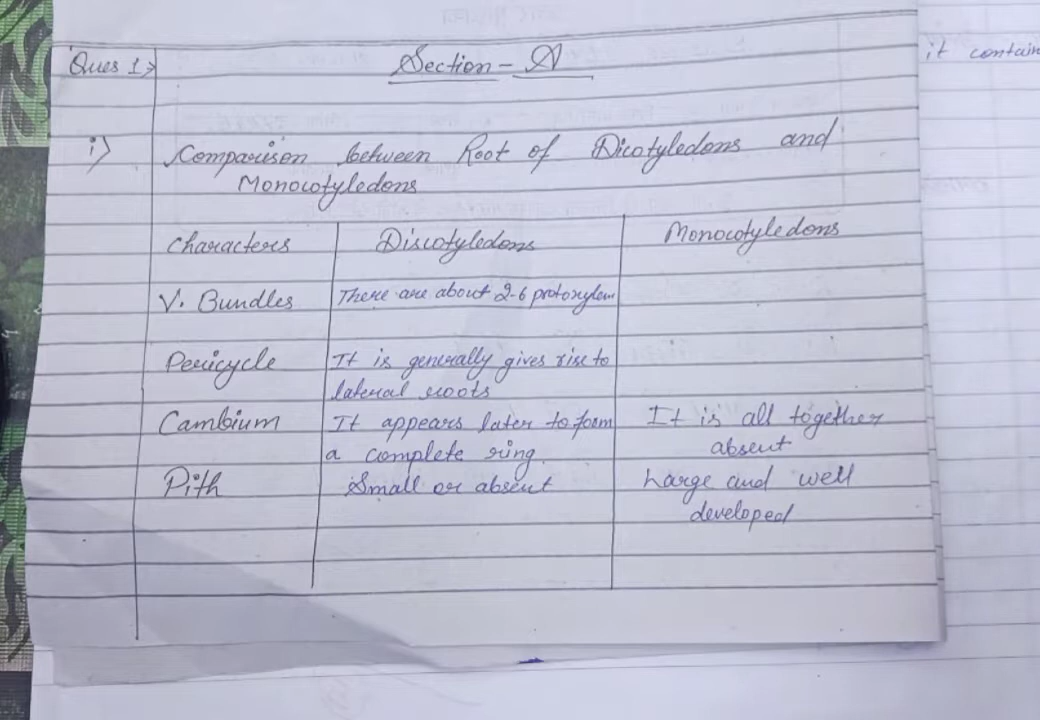 Ques 1> Section - A
i) Comparison between Root of Dicotyledons and
Monocotyledons
Characters Discotyledons Monocotyledons
V. Bundles There are about 2-6 protoxylem
Pericycle It is generally gives rise to
lateral roots
Cambium It appears later to form It is all together
a complete ring. absent
Pith Small or absent Large and well
developed
it contain